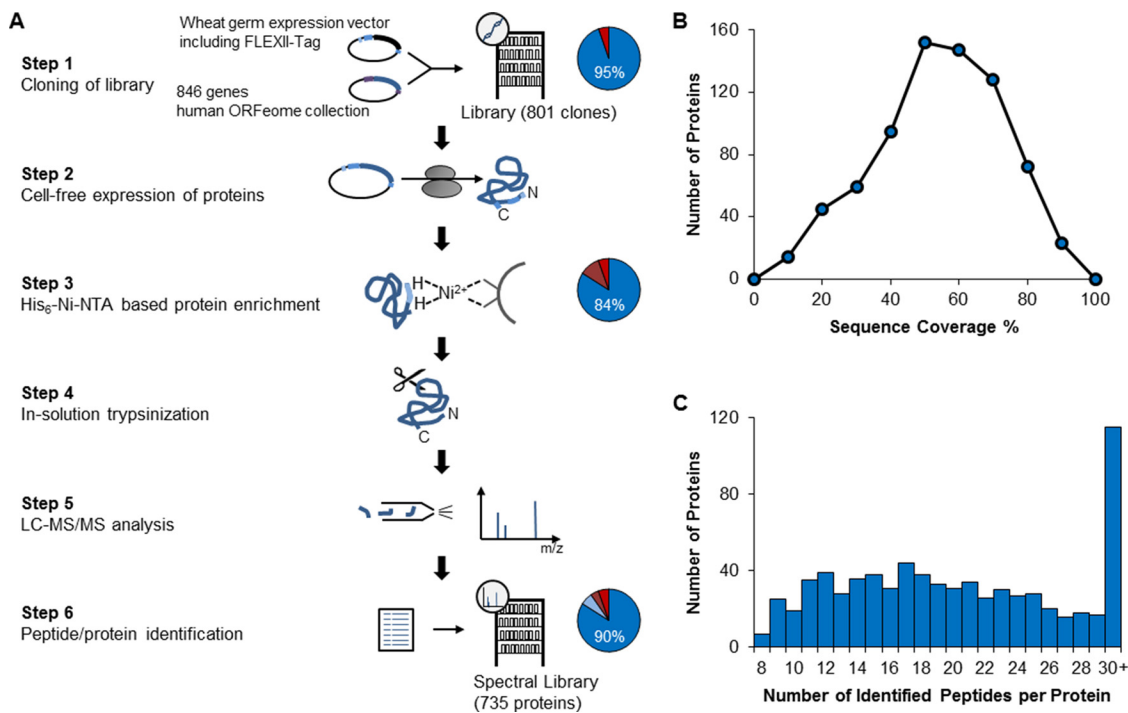 A
Wheat germ expression vector
including FLEXII-Tag
Step 1
Cloning of library
846 genes
human ORFeome collection
95%
Library (801 clones)
Step 2
Cell-free expression of proteins
N
C
Step 3
His₆-Ni-NTA based protein enrichment
H
H
Ni²⁺
84%
Step 4
In-solution trypsinization
N
C
Step 5
LC-MS/MS analysis
m/z
Step 6
Peptide/protein identification
90%
Spectral Library
(735 proteins)
B
Number of Proteins
160
120
80
40
0
0 20 40 60 80 100
Sequence Coverage %
C
Number of Proteins
120
80
40
0
8 10 12 14 16 18 20 22 24 26 28 30+
Number of Identified Peptides per Protein